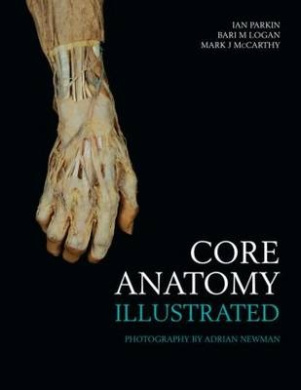 IAN PARKIN
BARI M LOGAN
MARK J McCARTHY
CORE
ANATOMY
ILLUSTRATED
PHOTOGRAPHY BY ADRIAN NEWMAN